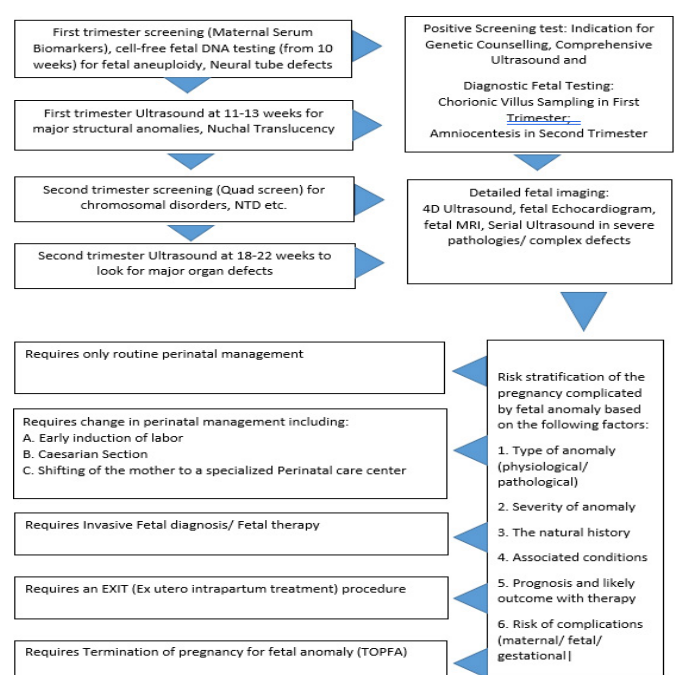 First trimester screening (Maternal Serum
Biomarkers), cell-free fetal DNA testing (from 10
weeks) for fetal aneuploidy, Neural tube defects
First trimester Ultrasound at 11-13 weeks for
major structural anomalies, Nuchal Translucency
Second trimester screening (Quad screen) for
chromosomal disorders, NTD etc.
Second trimester Ultrasound at 18-22 weeks to
look for major organ defects
Positive Screening test: Indication for
Genetic Counselling, Comprehensive
Ultrasound and
Diagnostic Fetal Testing:
Chorionic Villus Sampling in First
Trimester;
Amniocentesis in Second Trimester
Detailed fetal imaging:
4D Ultrasound, fetal Echocardiogram,
fetal MRI, Serial Ultrasound in severe
pathologies/ complex defects
Risk stratification of the
pregnancy complicated
by fetal anomaly based
on the following factors:
1. Type of anomaly
(physiological/
pathological)
2. Severity of anomaly
3. The natural history
4. Associated conditions
5. Prognosis and likely
outcome with therapy
6. Risk of complications
(maternal/ fetal/
gestational|
Requires only routine perinatal management
Requires change in perinatal management including:
A. Early induction of labor
B. Caesarian Section
C. Shifting of the mother to a specialized Perinatal care center
Requires Invasive Fetal diagnosis/ Fetal therapy
Requires an EXIT (Ex utero intrapartum treatment) procedure
Requires Termination of pregnancy for fetal anomaly (TOPFA)